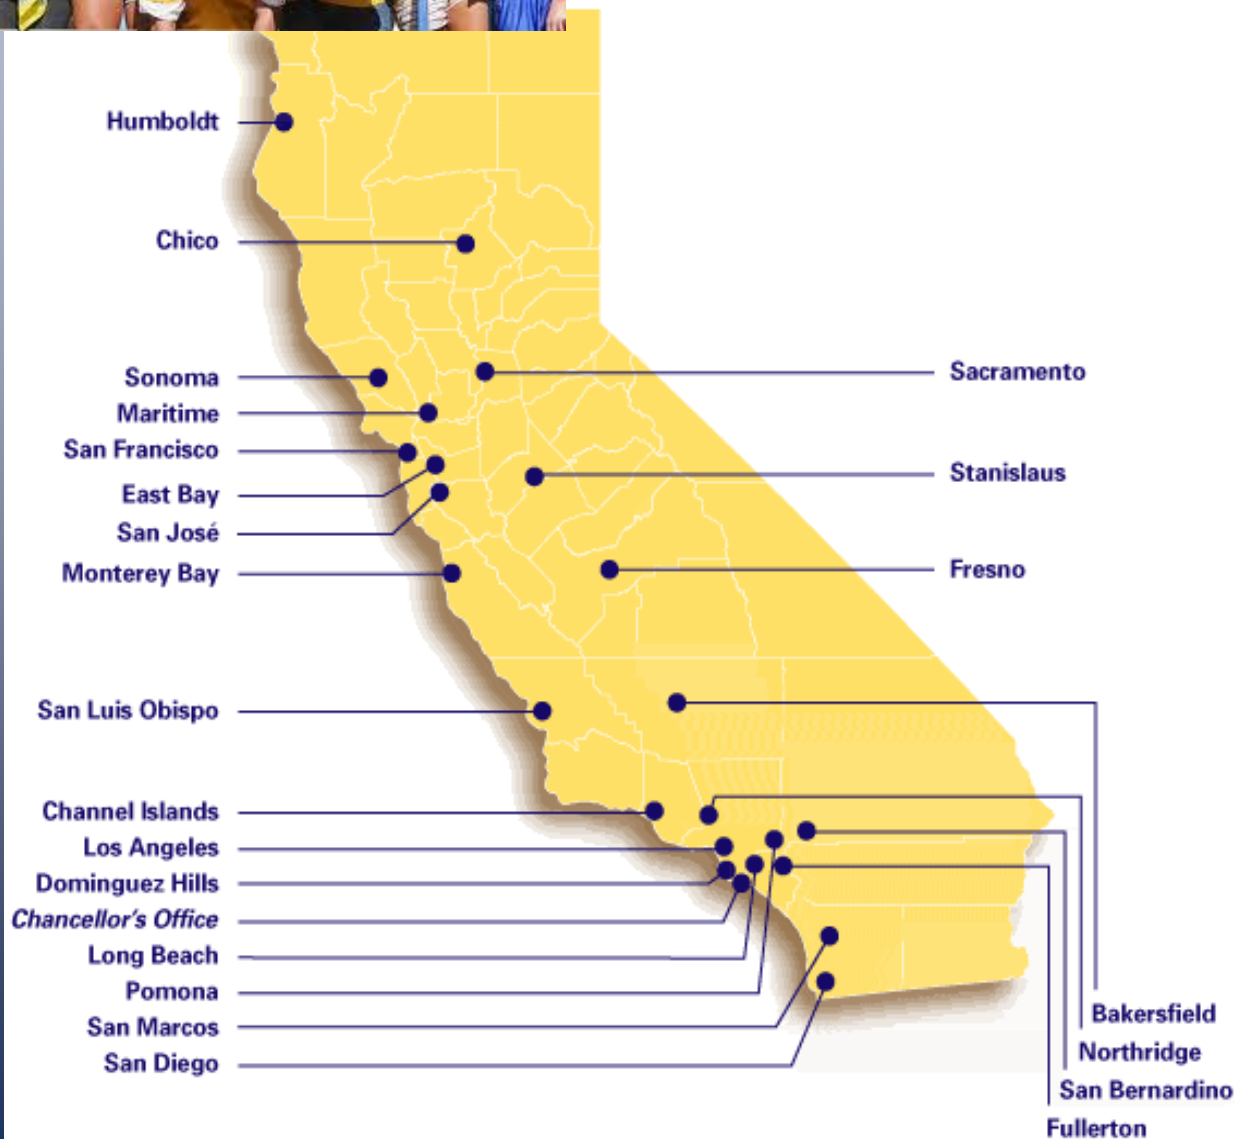 Humboldt
Chico
Sonoma
Maritime
San Francisco
East Bay
San José
Monterey Bay
San Luis Obispo
Channel Islands
Los Angeles
Dominguez Hills
Chancellor's Office
Long Beach
Pomona
San Marcos
San Diego
Sacramento
Stanislaus
Fresno
Bakersfield
Northridge
San Bernardino
Fullerton